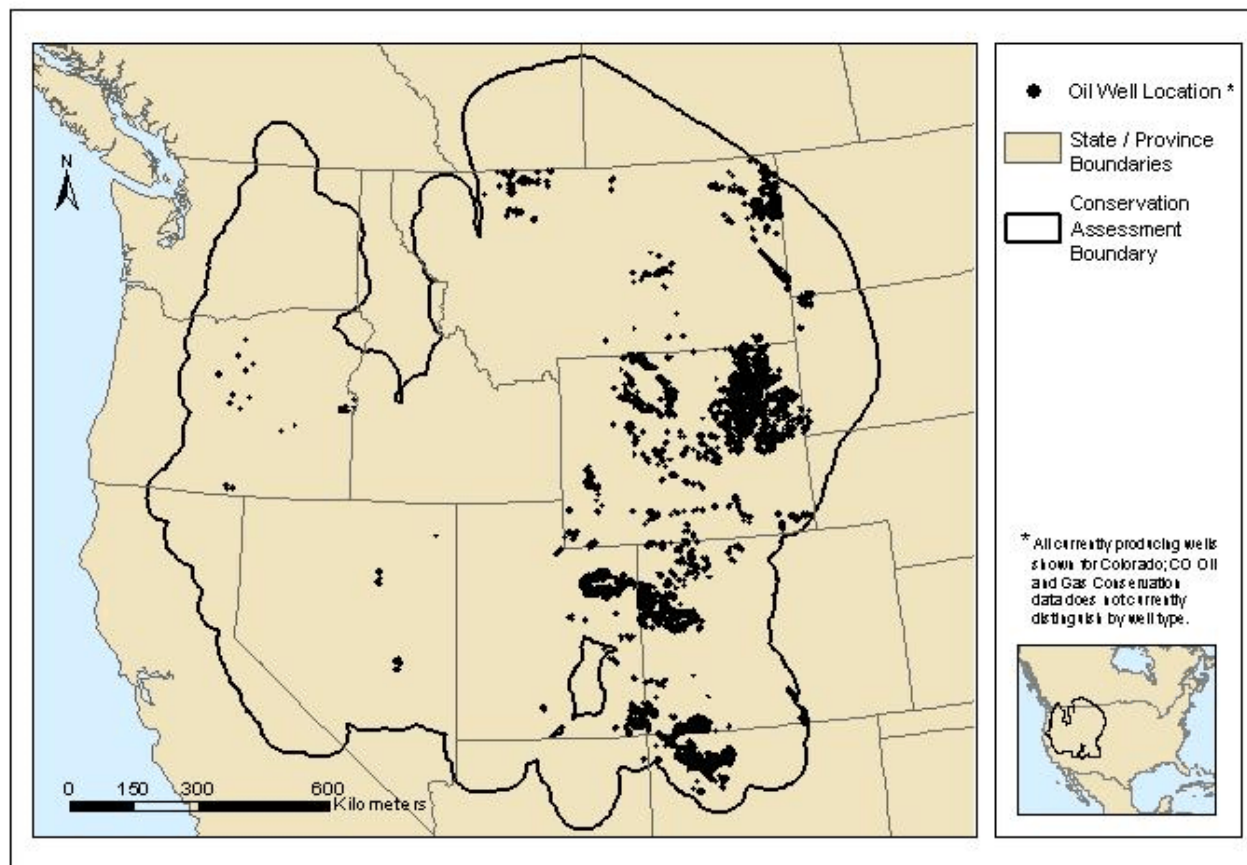 N
0 150 300 600
Kilometers
Oil Well Location *
State / Province
Boundaries
Conservation
Assessment
Boundary
* All currently producing wells
shown for Colorado; CO Oil
and Gas Conservation
data does not currently
distinguish by well type.